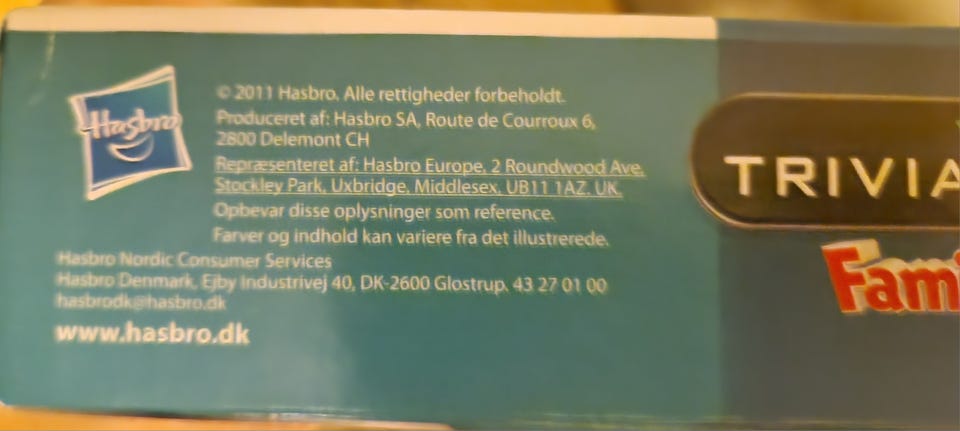 Hasbro
© 2011 Hasbro. Alle rettigheder forbeholdt.
Produceret af: Hasbro SA, Route de Courroux 6,
2800 Delemont CH
Repræsenteret af: Hasbro Europe, 2 Roundwood Ave,
Stockley Park, Uxbridge, Middlesex, UB11 1AZ, UK.
Opbevar disse oplysninger som reference.
Farver og indhold kan variere fra det illustrerede.
Hasbro Nordic Consumer Services
Hasbro Denmark, Ejby Industrivej 40, DK-2600 Glostrup. 43 27 01 00
hasbrodk@hasbro.dk
www.hasbro.dk
TRIVIA
Fami